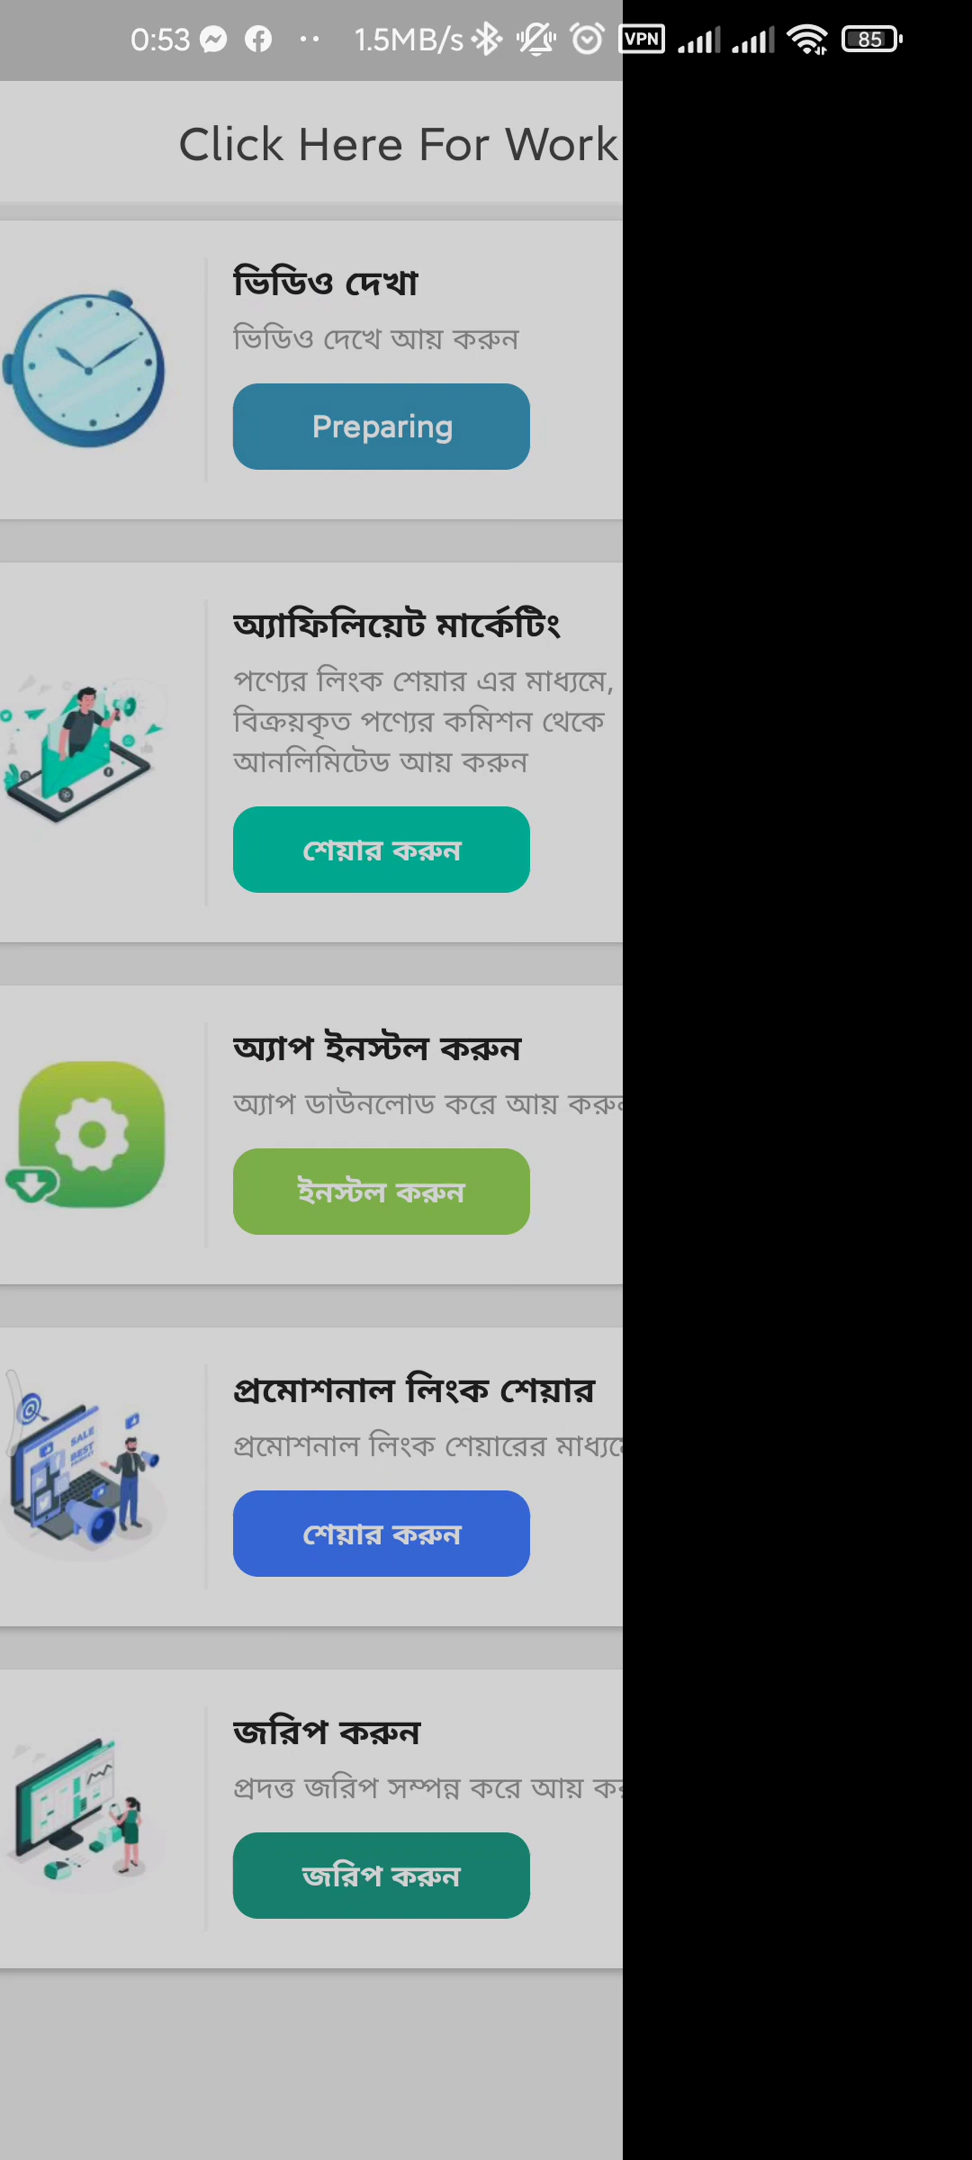 0:53 1.5MB/s VPN 85
Click Here For Work
ভিডিও দেখা
ভিডিও দেখে আয় করুন
Preparing
অ্যাফিলিয়েট মার্কেটিং
পণ্যের লিংক শেয়ার এর মাধ্যমে,
বিক্রয়কৃত পণ্যের কমিশন থেকে
আনলিমিটেড আয় করুন
শেয়ার করুন
অ্যাপ ইনস্টল করুন
অ্যাপ ডাউনলোড করে আয়
ইনস্টল করুন
প্রমোশনাল লিংক শেয়ার
SALE
BEST
প্রমোশনাল লিংক শেয়ারের
শেয়ার করুন
জরিপ করুন
প্রদত্ত জরিপ সম্পন্ন করে আয়
জরিপ করুন